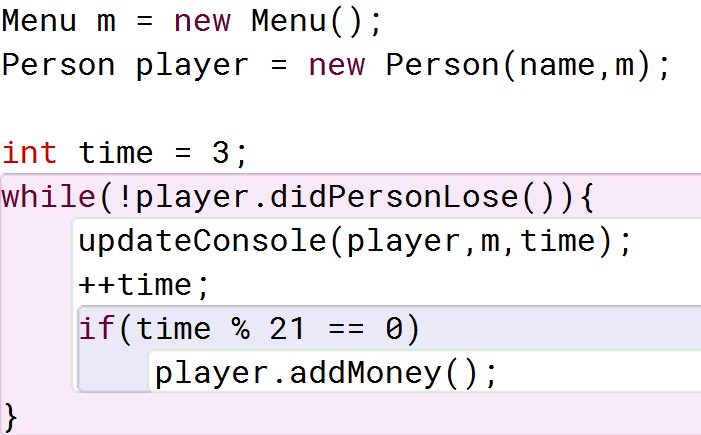 Menu m = new Menu();
Person player = new Person(name,m);
int time = 3;
while(!player.didPersonLose()){
updateConsole(player,m,time);
++time;
if(time % 21 == 0)
player.addMoney();
}